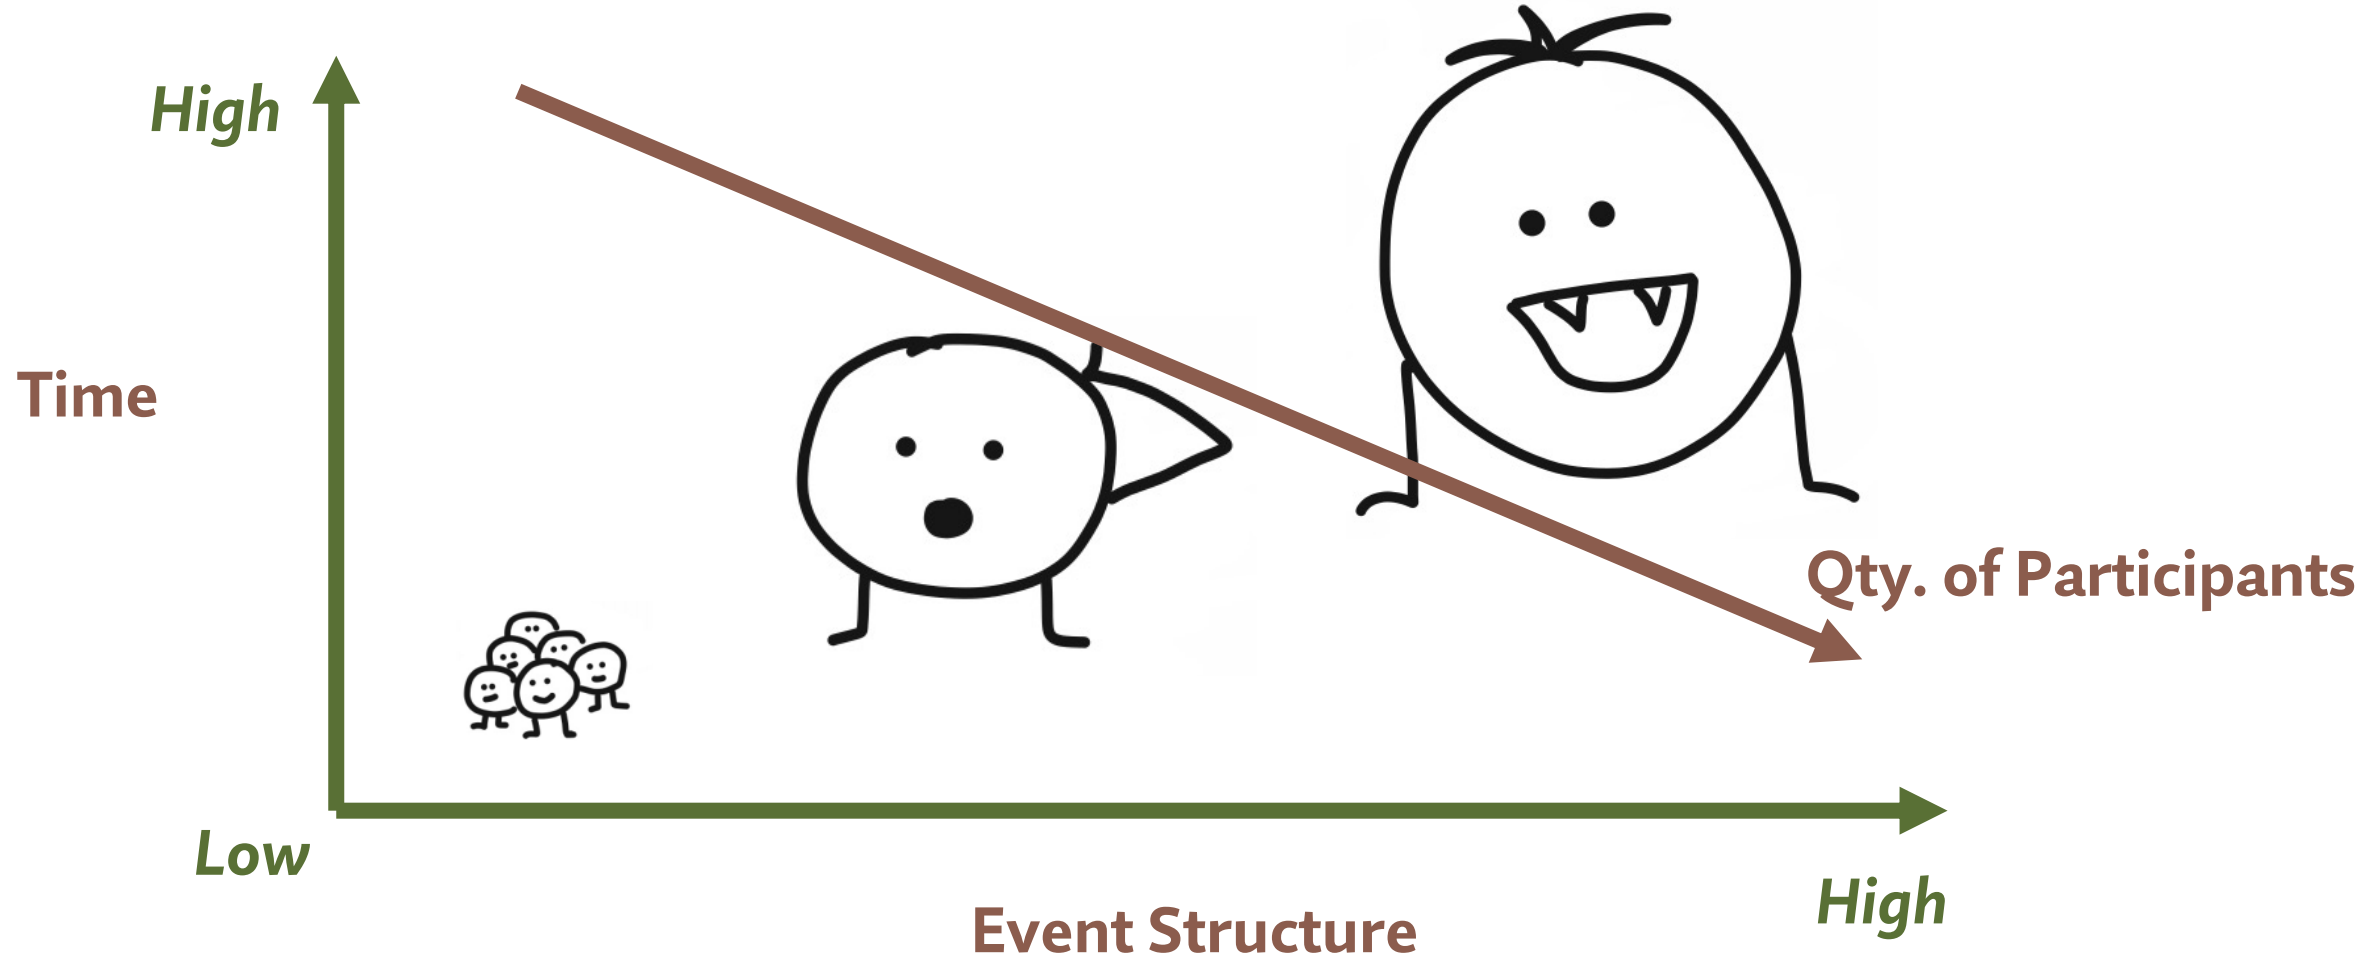 High
Time
Qty. of Participants
Low
High
Event Structure